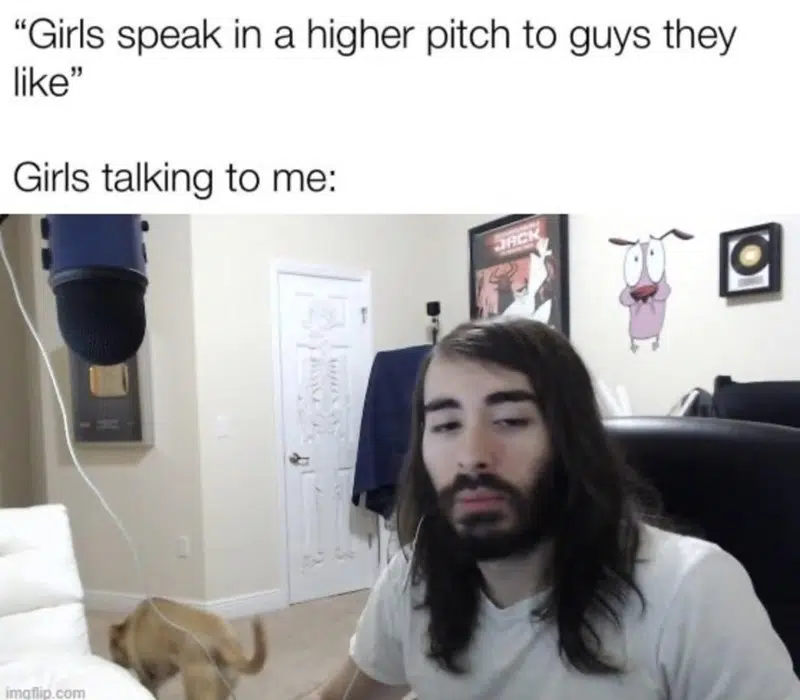 “Girls speak in a higher pitch to guys they
like”
Girls talking to me:
JACK
imgflip.com